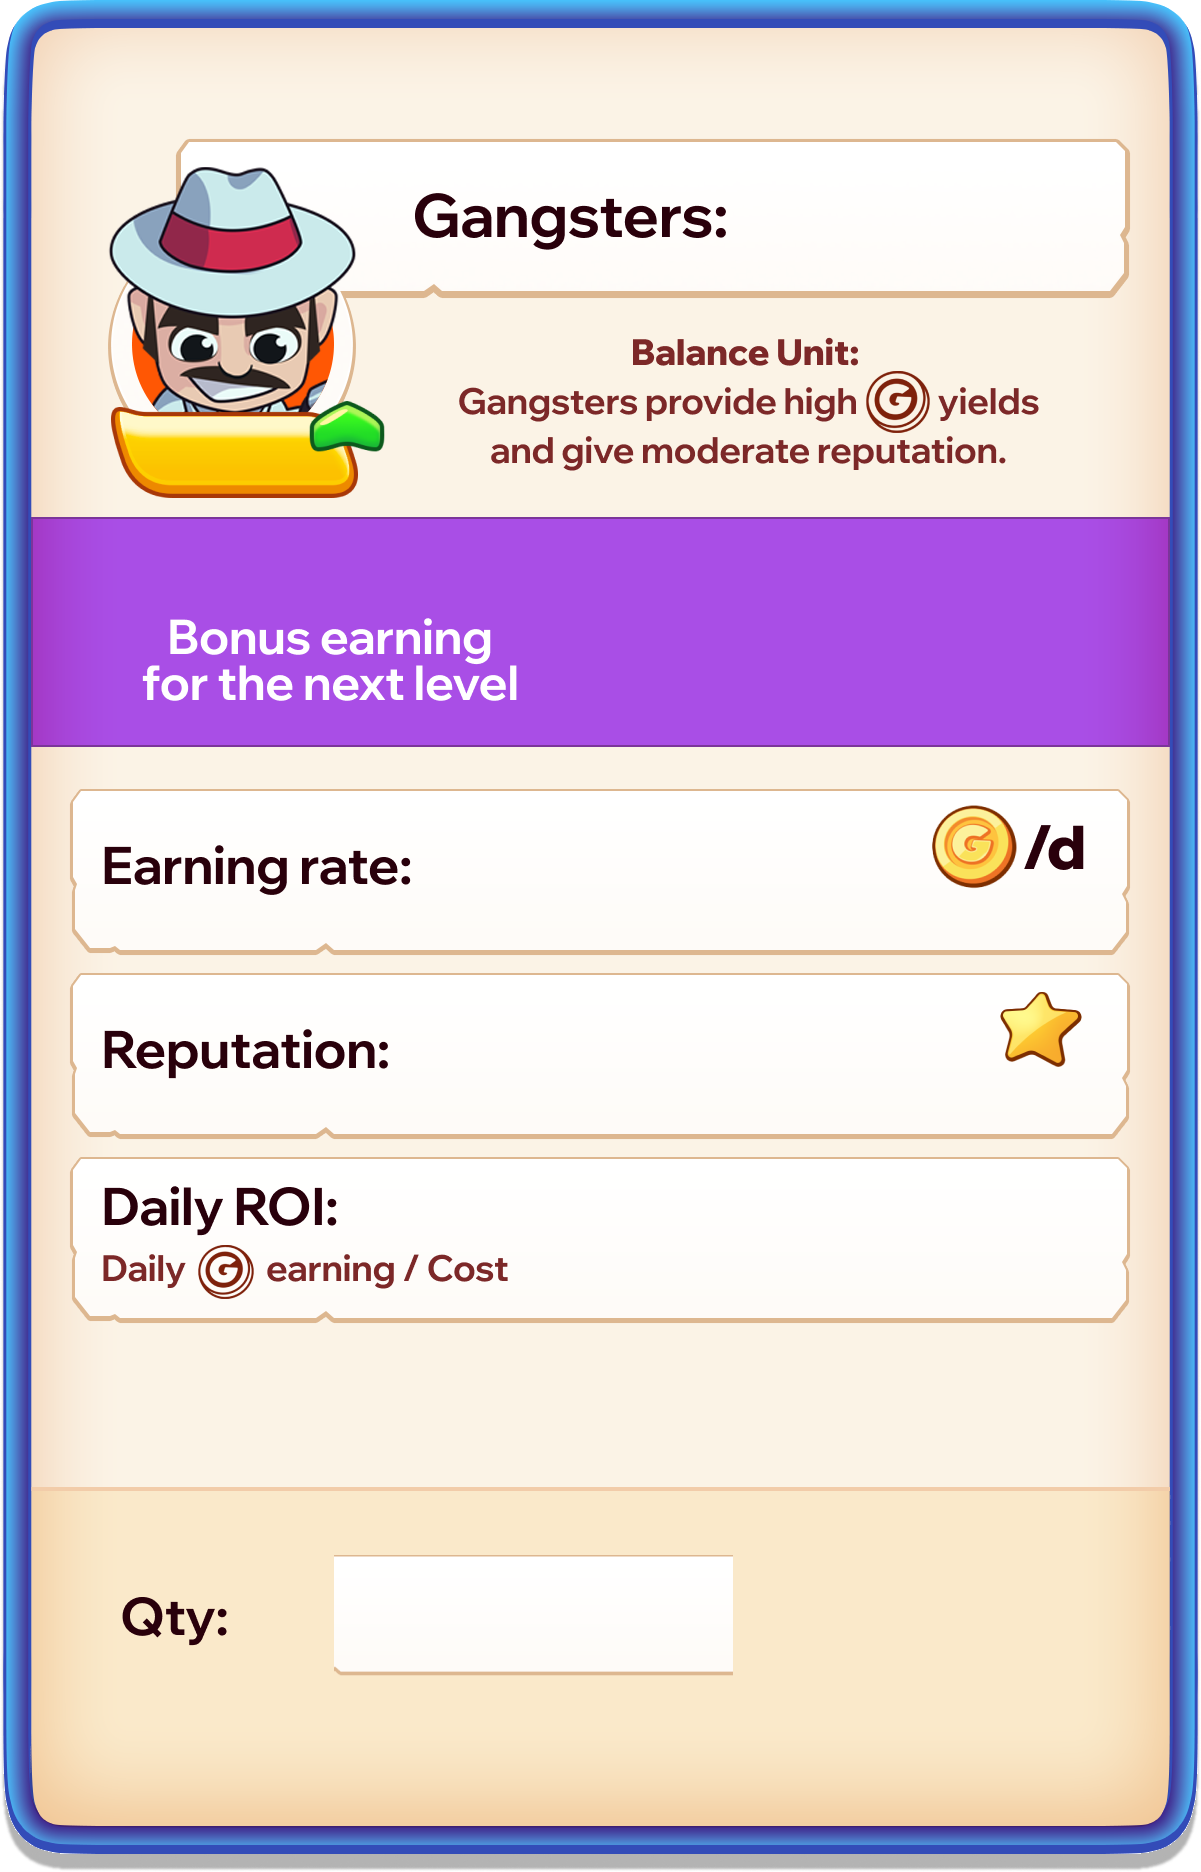 Gangsters:
Balance Unit:
Gangsters provide high G yields
and give moderate reputation.
Bonus earning
for the next level
Earning rate:
G /d
Reputation:
Daily ROI:
Daily G earning / Cost
Qty: